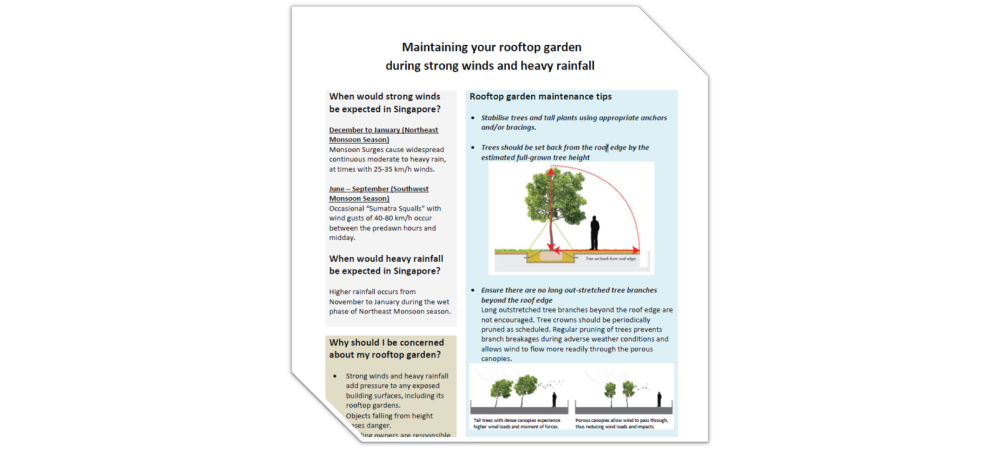 Maintaining your rooftop garden
during strong winds and heavy rainfall
When would strong winds
be expected in Singapore?
December to January (Northeast
Monsoon Season)
Monsoon Surges cause widespread
continuous moderate to heavy rain,
at times with 25-35 km/h winds.
June – September (Southwest
Monsoon Season)
Occasional “Sumatra Squalls” with
wind gusts of 40-80 km/h occur
between the predawn hours and
midday.
When would heavy rainfall
be expected in Singapore?
Higher rainfall occurs from
November to January during the wet
phase of Northeast Monsoon season.
Why should I be concerned
about my rooftop garden?
• Strong winds and heavy rainfall
add pressure to any exposed
building surfaces, including its
rooftop gardens.
Objects falling from height
danger.
owners are responsible
Rooftop garden maintenance tips
• Stabilise trees and tall plants using appropriate anchors
and/or bracings.
• Trees should be set back from the roof edge by the
estimated full-grown tree height
Tree set back from roof edge
• Ensure there are no long out-stretched tree branches
beyond the roof edge
Long outstretched tree branches beyond the roof edge are
not encouraged. Tree crowns should be periodically
pruned as scheduled. Regular pruning of trees prevents
branch breakages during adverse weather conditions and
allows wind to flow more readily through the porous
canopies.
Tall trees with dense canopies experience
higher wind loads and moment of forces.
Porous canopies allow wind to pass through,
thus reducing wind loads and impacts.